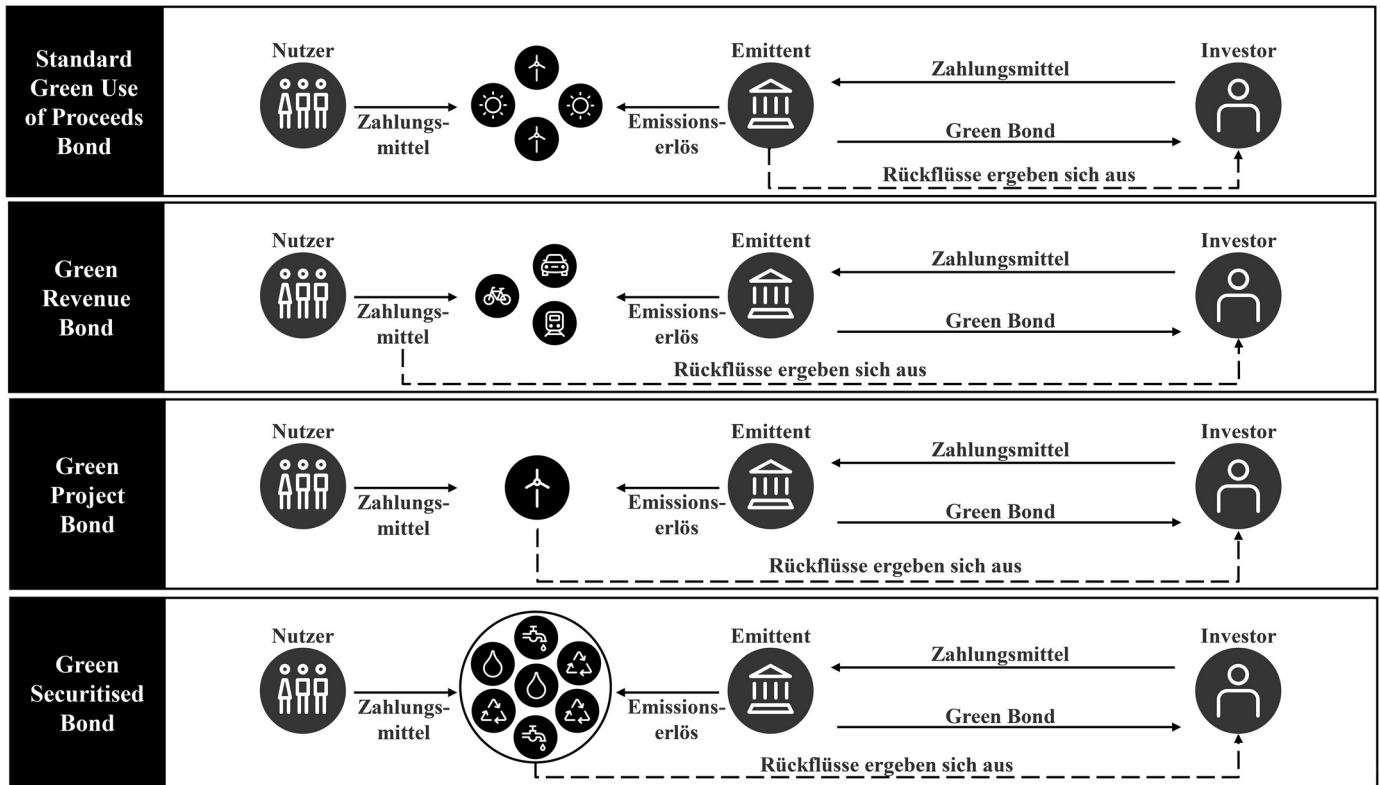 Standard
Green Use
of Proceeds
Bond
Nutzer
Zahlungs-
mittel
Emissions-
erlös
Emittent
Zahlungsmittel
Green Bond
Investor
Rückflüsse ergeben sich aus
Green
Revenue
Bond
Nutzer
Zahlungs-
mittel
Emissions-
erlös
Emittent
Zahlungsmittel
Green Bond
Investor
Rückflüsse ergeben sich aus
Green
Project
Bond
Nutzer
Zahlungs-
mittel
Emissions-
erlös
Emittent
Zahlungsmittel
Green Bond
Investor
Rückflüsse ergeben sich aus
Green
Securitised
Bond
Nutzer
Zahlungs-
mittel
Emissions-
erlös
Emittent
Zahlungsmittel
Green Bond
Investor
Rückflüsse ergeben sich aus